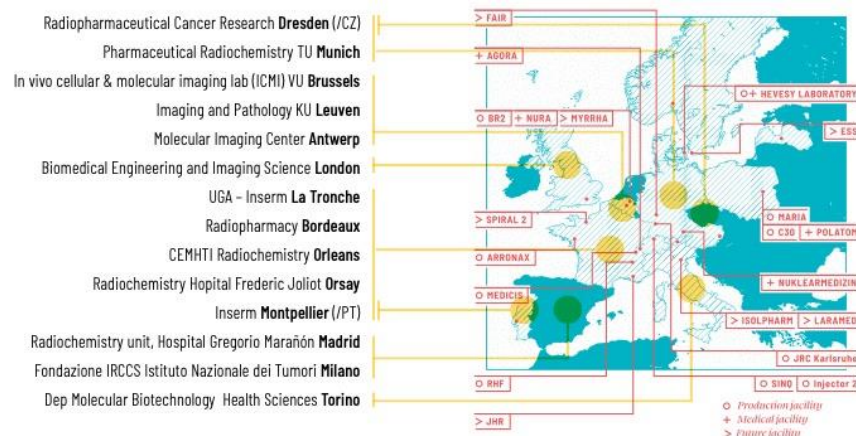 Radiopharmaceutical Cancer Research Dresden (/CZ)
Pharmaceutical Radiochemistry TU Munich
In vivo cellular & molecular imaging lab (ICMI) VU Brussels
Imaging and Pathology KU Leuven
Molecular Imaging Center Antwerp
Biomedical Engineering and Imaging Science London
UGA – Inserm La Tronche
Radiopharmacy Bordeaux
CEMHTI Radiochemistry Orleans
Radiochemistry Hopital Frederic Joliot Orsay
Inserm Montpellier (/PT)
Radiochemistry unit, Hospital Gregorio Marañón Madrid
Fondazione IRCCS Istituto Nazionale dei Tumori Milano
Dep Molecular Biotechnology Health Sciences Torino
> FAIR
+ AGORA
O BR2 + NURA > MYRRHA
O+ HEVESY LABORATORY
> ESS
> SPIRAL 2
O MARIA
O C30 + POLATOM
O ARRONAX
+ NUKLEARMEDIZIN
O MEDICIS
> ISOLPHARM > LARAMED
O JRC Karlsruhe
O RHF
O SINQ O Injector 2
> JHR
O Production facility
+ Medical facility
> Future facility